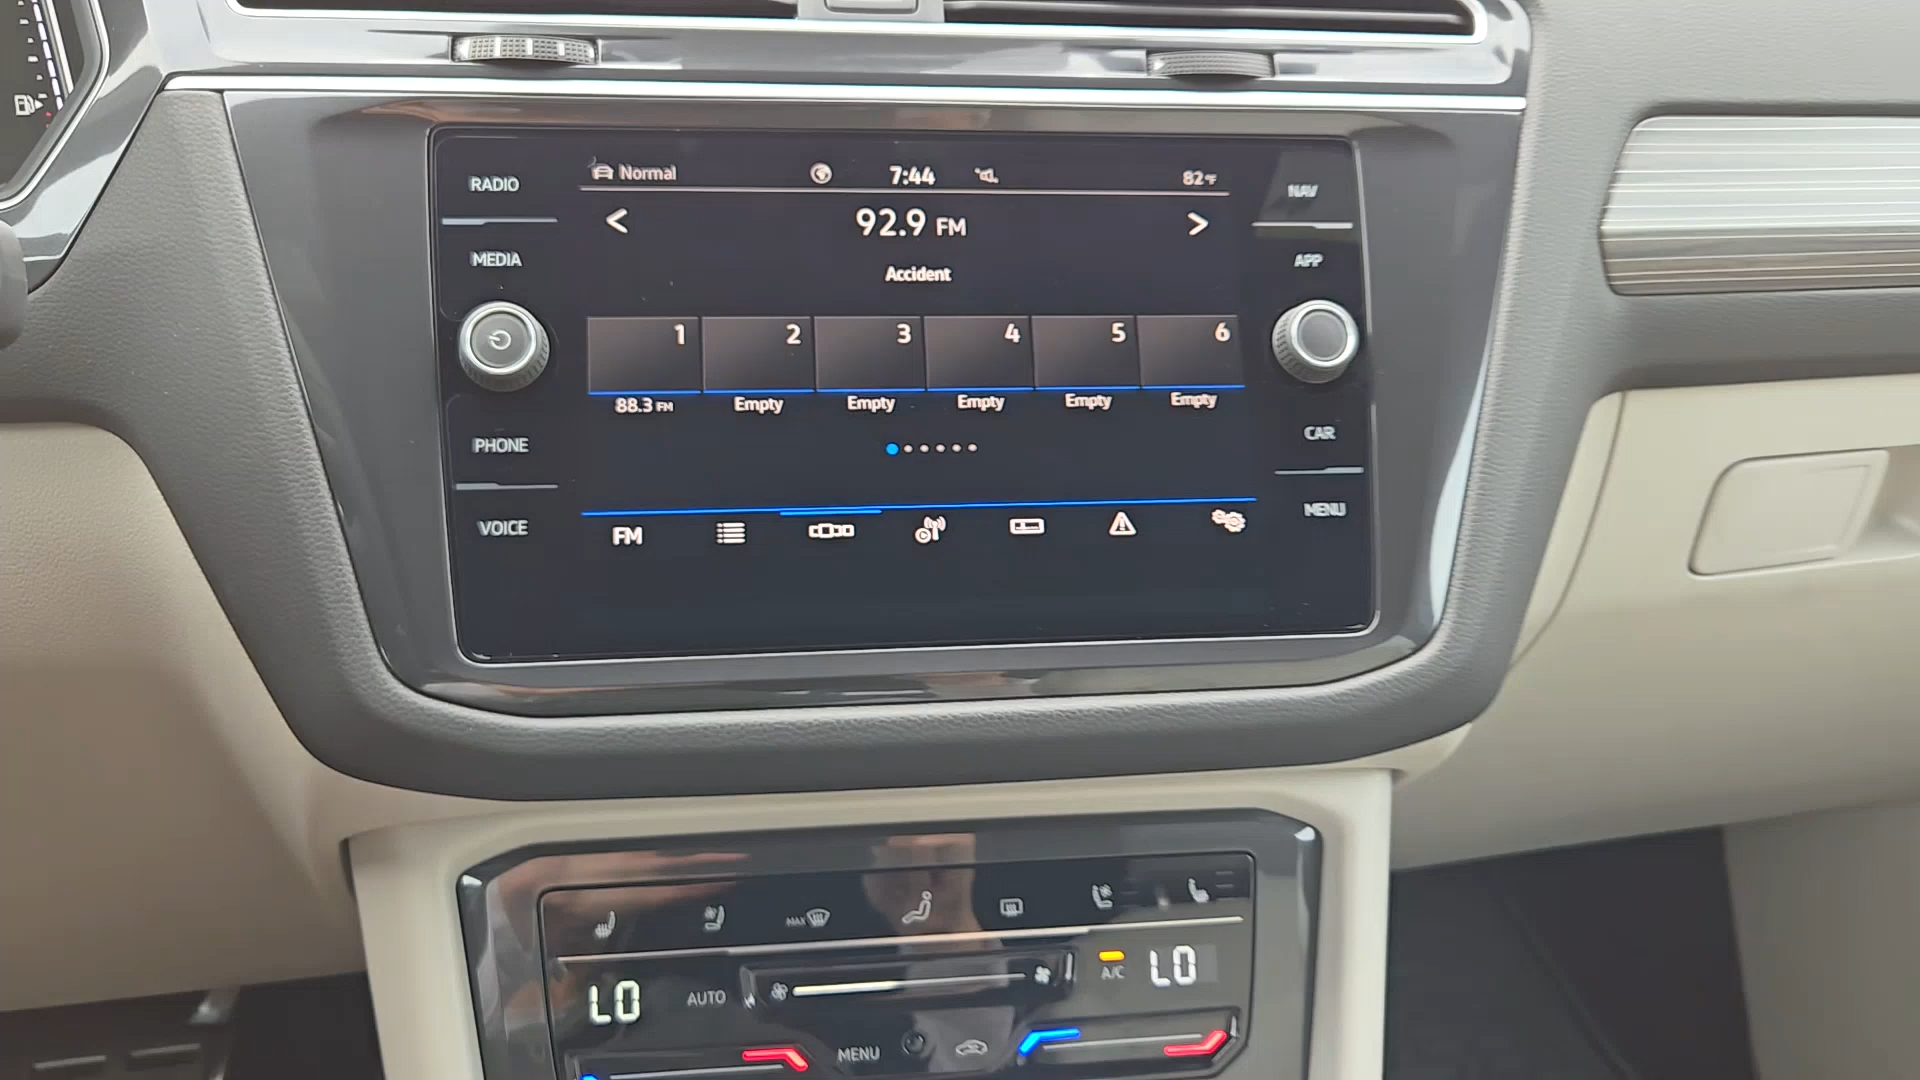 RADIO
MEDIA
PHONE
VOICE
Normal
7:44
82°F
92.9 FM
Accident
1 2 3 4 5 6
88.3 FM Empty Empty Empty Empty Empty
FM
NAV
APP
CAR
MENU
MAX
LO AUTO A/C LO
MENU